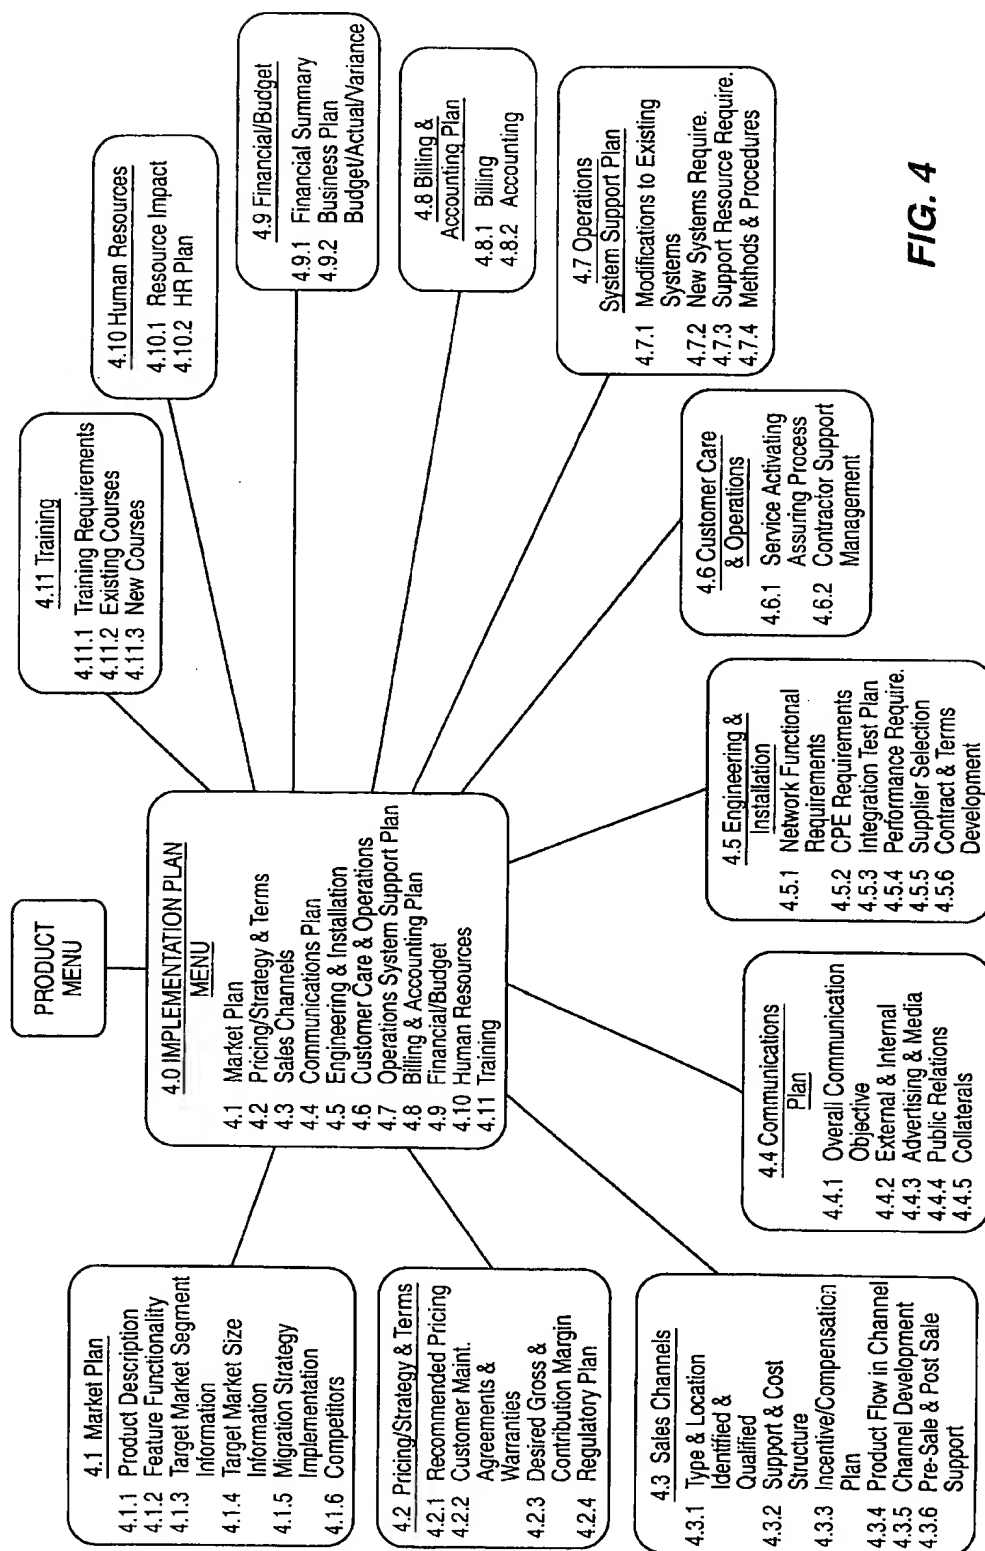 PRODUCT
MENU
4.0 IMPLEMENTATION PLAN
MENU
4.1 Market Plan
4.2 Pricing/Strategy & Terms
4.3 Sales Channels
4.4 Communications Plan
4.5 Engineering & Installation
4.6 Customer Care & Operations
4.7 Operations System Support Plan
4.8 Billing & Accounting Plan
4.9 Financial/Budget
4.10 Human Resources
4.11 Training
4.1 Market Plan
4.1.1 Product Description
4.1.2 Feature Functionality
4.1.3 Target Market Segment
Information
4.1.4 Target Market Size
Information
4.1.5 Migration Strategy
Implementation
4.1.6 Competitors
4.2 Pricing/Strategy & Terms
4.2.1 Recommended Pricing
4.2.2 Customer Maint.
Agreements &
Warranties
4.2.3 Desired Gross &
Contribution Margin
4.2.4 Regulatory Plan
4.3 Sales Channels
4.3.1 Type & Location
Identified &
Qualified
4.3.2 Support & Cost
Structure
4.3.3 Incentive/Compensation
Plan
4.3.4 Product Flow in Channel
4.3.5 Channel Development
4.3.6 Pre-Sale & Post Sale
Support
4.4 Communications
Plan
4.4.1 Overall Communication
Objective
4.4.2 External & Internal
4.4.3 Advertising & Media
4.4.4 Public Relations
4.4.5 Collaterals
4.5 Engineering &
Installation
4.5.1 Network Functional
Requirements
4.5.2 CPE Requirements
4.5.3 Integration Test Plan
4.5.4 Performance Require.
4.5.5 Supplier Selection
4.5.6 Contract & Terms
Development
4.6 Customer Care
& Operations
4.6.1 Service Activating
Assuring Process
4.6.2 Contractor Support
Management
4.7 Operations
System Support Plan
4.7.1 Modifications to Existing
Systems
4.7.2 New Systems Require.
4.7.3 Support Resource Require.
4.7.4 Methods & Procedures
4.8 Billing &
Accounting Plan
4.8.1 Billing
4.8.2 Accounting
4.9 Financial/Budget
4.9.1 Financial Summary
4.9.2 Business Plan
Budget/Actual/Variance
4.10 Human Resources
4.10.1 Resource Impact
4.10.2 HR Plan
4.11 Training
4.11.1 Training Requirements
4.11.2 Existing Courses
4.11.3 New Courses
FIG. 4